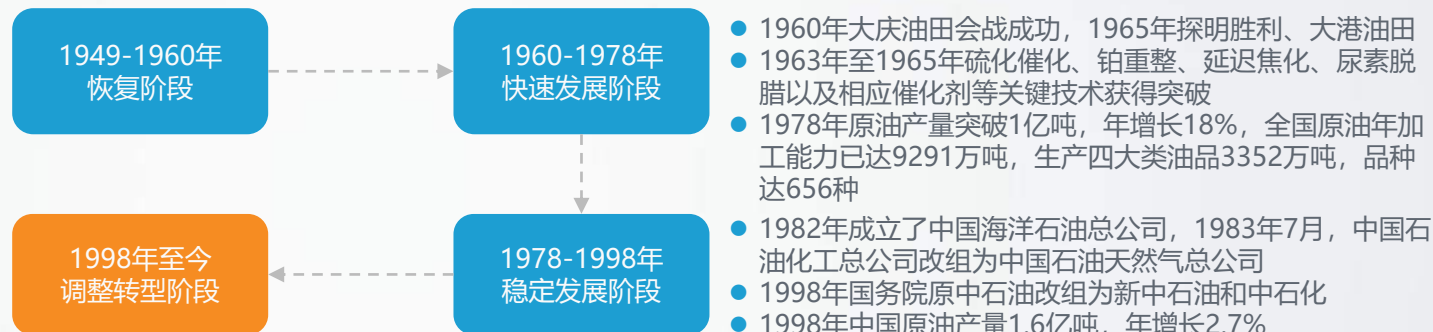 1949-1960年
恢复阶段
1960-1978年
快速发展阶段
1960年大庆油田会战成功，1965年探明胜利、大港油田
1963年至1965年硫化催化、铂重整、延迟焦化、尿素脱
腊以及相应催化剂等关键技术获得突破
1978年原油产量突破1亿吨，年增长18%，全国原油年加
工能力已达9291万吨，生产四大类油品3352万吨，品种
达656种
1998年至今
调整转型阶段
1978-1998年
稳定发展阶段
1982年成立了中国海洋石油总公司，1983年7月，中国石
油化工总公司改组为中国石油天然气总公司
1998年国务院原中石油改组为新中石油和中石化
1998年中国原油产量1.6亿吨，年增长2.7%